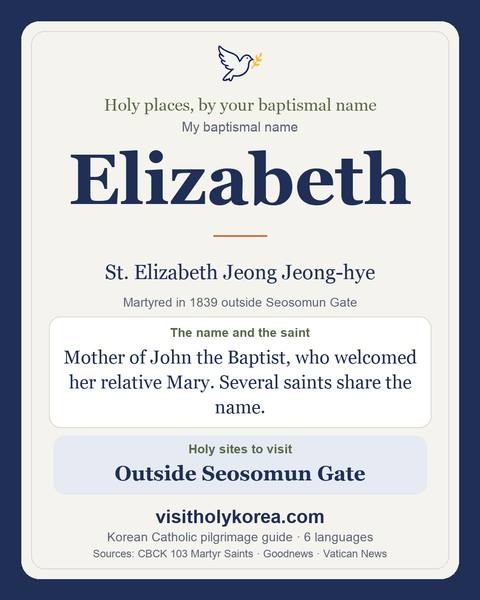 Holy places, by your baptismal name
My baptismal name
Elizabeth
St. Elizabeth Jeong Jeong-hye
Martyred in 1839 outside Seosomun Gate
The name and the saint
Mother of John the Baptist, who welcomed
her relative Mary. Several saints share the
name.
Holy sites to visit
Outside Seosomun Gate
visitholykorea.com
Korean Catholic pilgrimage guide · 6 languages
Sources: CBCK 103 Martyr Saints · Goodnews · Vatican News